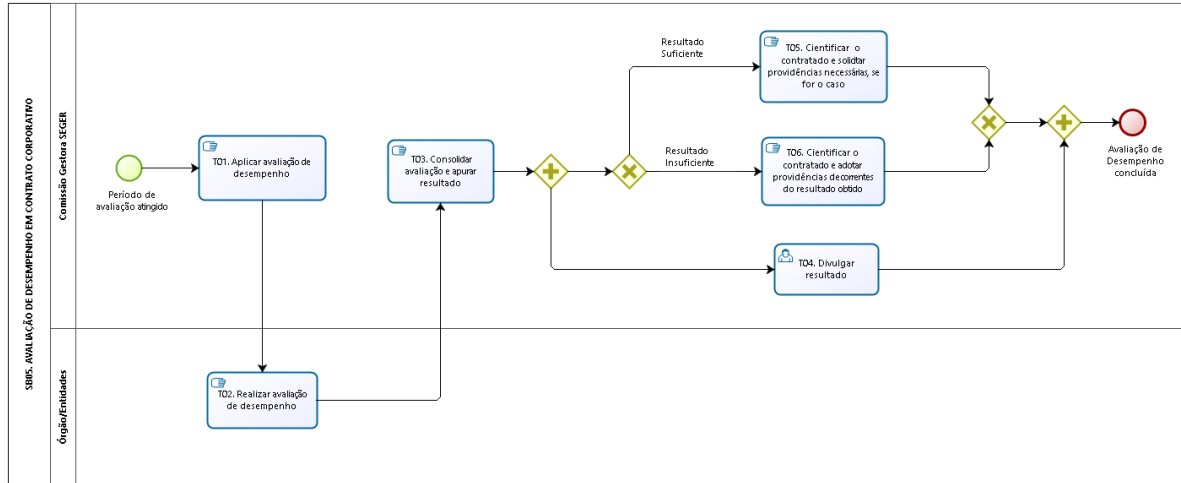 SB05. AVALIAÇÃO DE DESEMPENHO EM CONTRATO CORPORATIVO
Comissão Gestora SEGER
Período de
avaliação atingido
T01. Aplicar avaliação de
desempenho
T03. Consolidar
avaliação e apurar
resultado
Resultado
Suficiente
T05. Cientificar o
contratado e solicitar
providências necessárias, se
for o caso
Resultado
Insuficiente
T06. Cientificar o
contratado e adotar
providências decorrentes
do resultado obtido
T04. Divulgar
resultado
Avaliação de
Desempenho
concluída
Órgão/Entidades
T02. Realizar avaliação
de desempenho